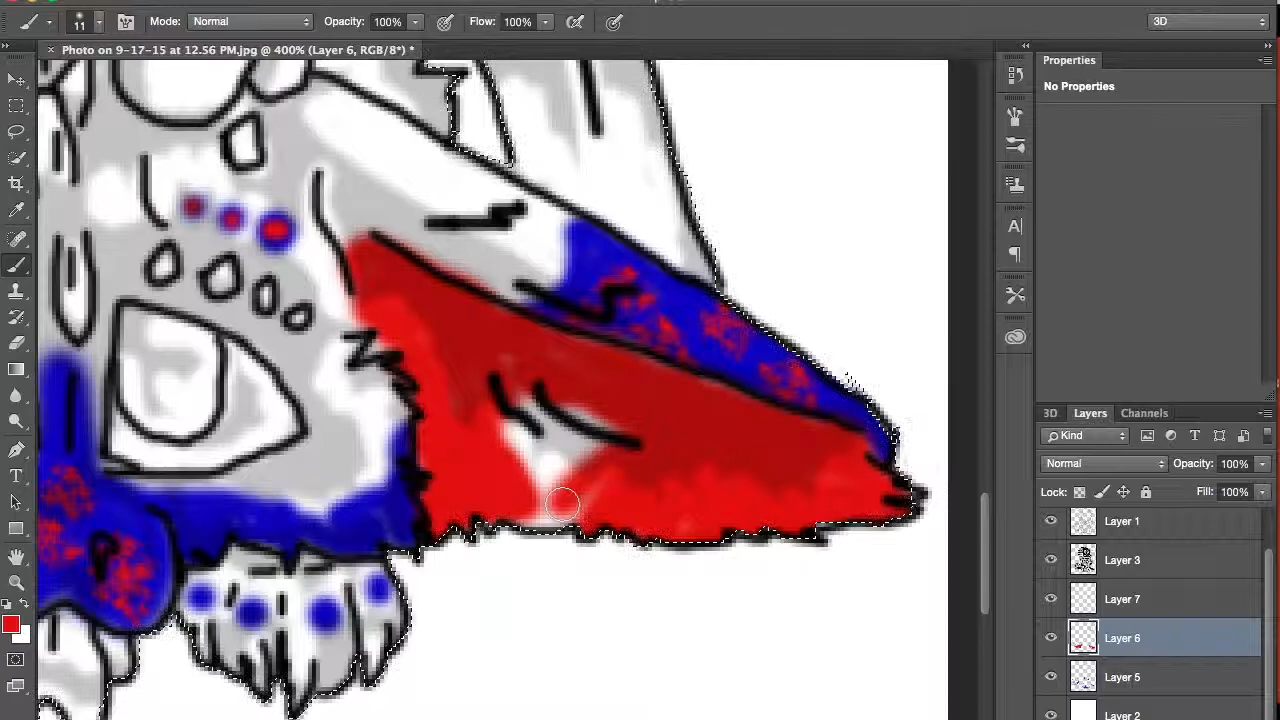 11 Mode: Normal Opacity: 100% Flow: 100% 3D
× Photo on 9-17-15 at 12.56 PM.jpg @ 400% (Layer 6, RGB/8*) *
Properties
No Properties
3D Layers Channels
Kind
Normal Opacity: 100%
Lock: Fill: 100%
Layer 1
Layer 3
Layer 7
Layer 6
Layer 5
Layer 2